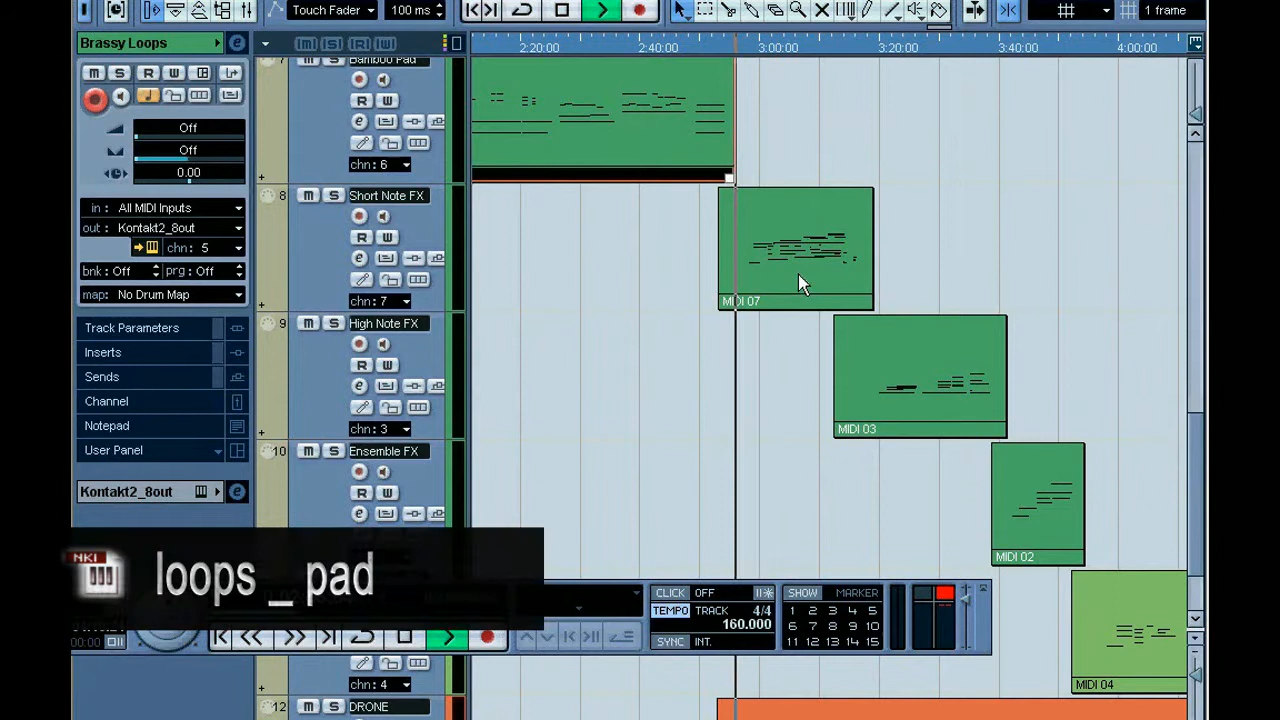 Touch Fader
100 ms
1 frame
Brassy Loops
[M] [S] [R] [W]
2:20:00
2:40:00
3:00:00
3:20:00
3:40:00
4:00:00
7
Bamboo Pad
M S R W
R W
e
Off
Off
0.00
chn: 6
in: All MIDI Inputs
out: Kontakt2_8out
chn: 5
bnk: Off
prg: Off
map: No Drum Map
8
M S
Short Note FX
R W
e
chn: 7
MIDI 07
Track Parameters
Inserts
Sends
Channel
Notepad
User Panel
9
M S
High Note FX
R W
e
chn: 3
MIDI 03
10
M S
Ensemble FX
R W
e
MIDI 02
Kontakt2_8out
e
NKI
loops _ pad
CLICK OFF
TEMPO TRACK
4/4
160.000
SYNC INT.
SHOW MARKER
1 2 3 4 5
6 7 8 9 10
11 12 13 14 15
chn: 4
MIDI 04
12
M S
DRONE